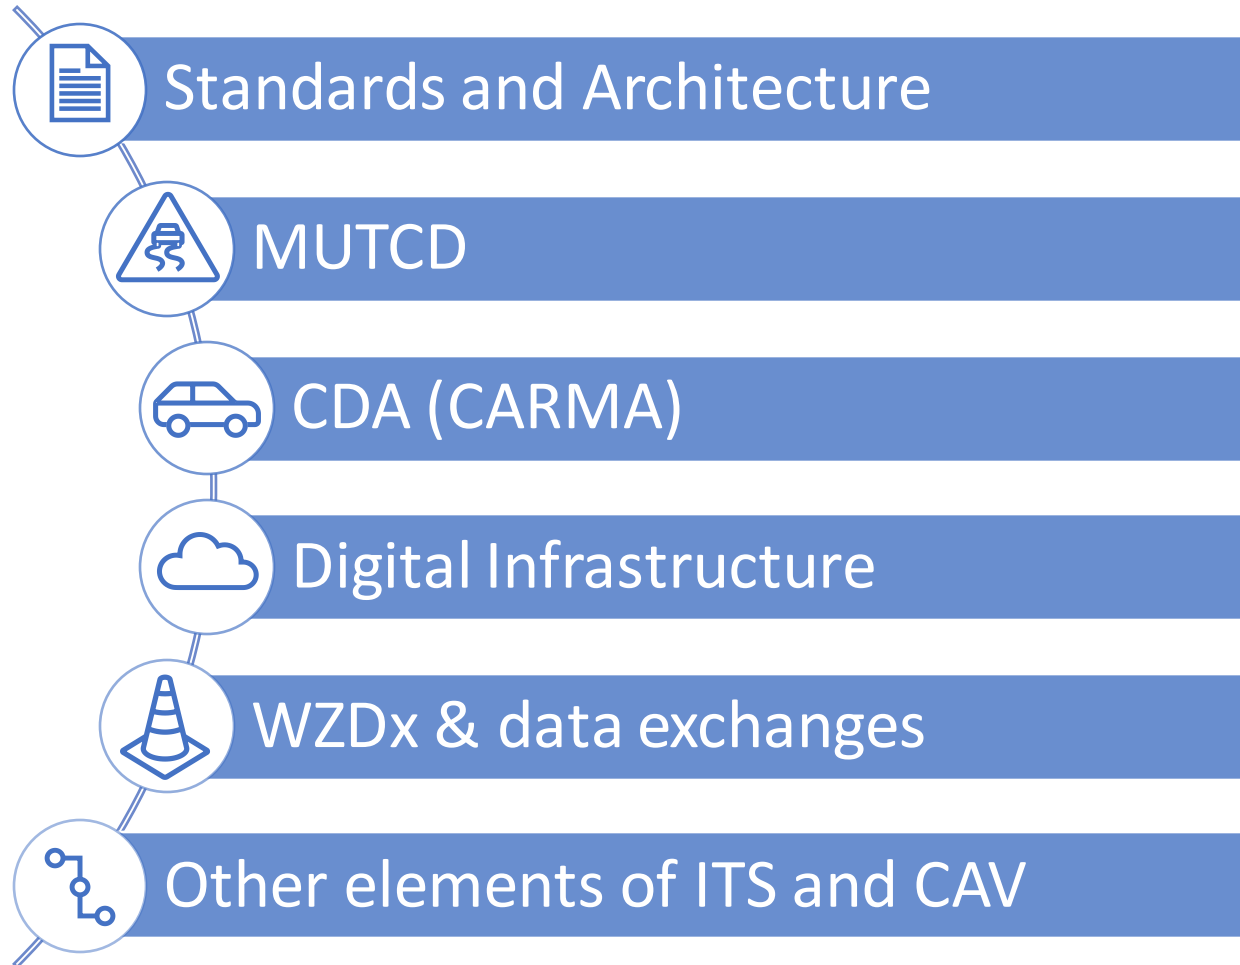 Standards and Architecture
MUTCD
CDA (CARMA)
Digital Infrastructure
WZDx & data exchanges
Other elements of ITS and CAV